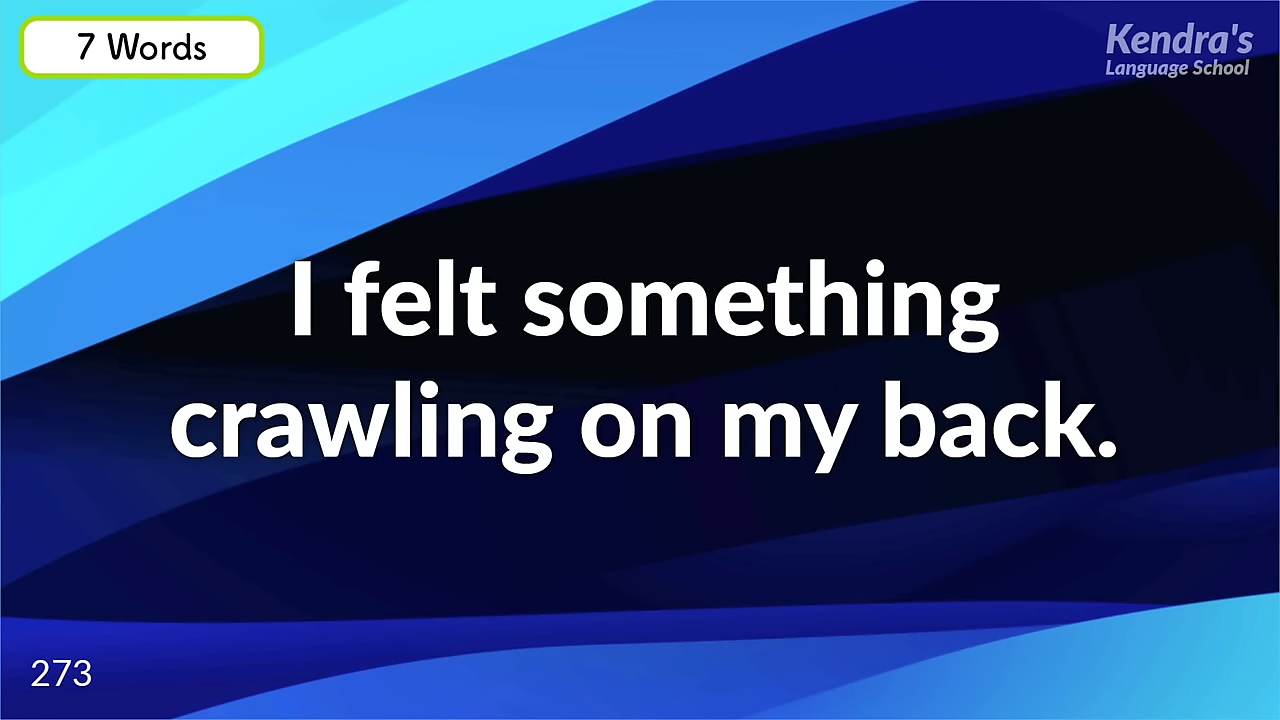 7 Words
Kendra's
Language School
I felt something
crawling on my back.
273